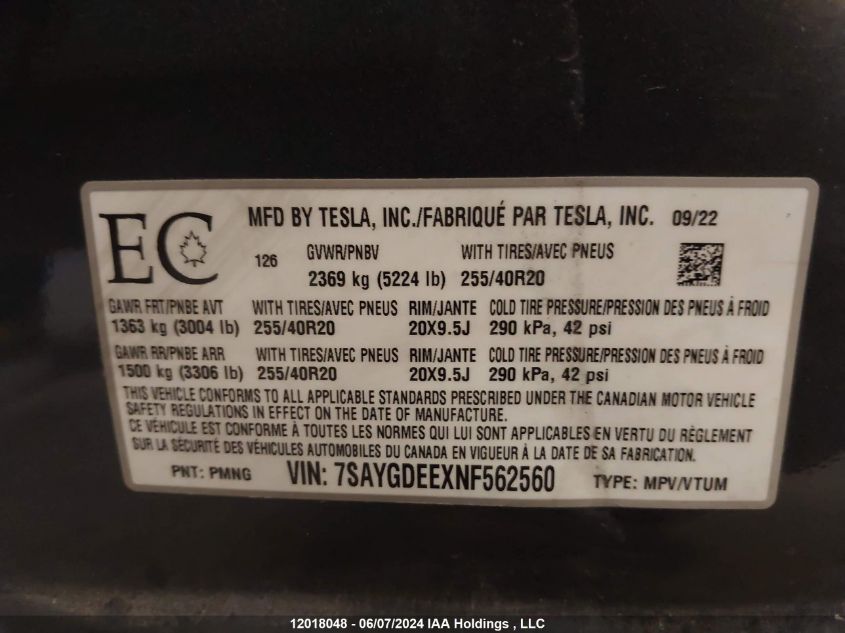 EC
MFD BY TESLA, INC./FABRIQUÉ PAR TESLA, INC. 09/22
126 GVWR/PNBV WITH TIRES/AVEC PNEUS
2369 kg (5224 lb) 255/40R20
GAWR FRT/PNBE AVT WITH TIRES/AVEC PNEUS RIM/JANTE COLD TIRE PRESSURE/PRESSION DES PNEUS À FROID
1363 kg (3004 lb) 255/40R20 20X9.5J 290 kPa, 42 psi
GAWR RR/PNBE ARR WITH TIRES/AVEC PNEUS RIM/JANTE COLD TIRE PRESSURE/PRESSION DES PNEUS À FROID
1500 kg (3306 lb) 255/40R20 20X9.5J 290 kPa, 42 psi
THIS VEHICLE CONFORMS TO ALL APPLICABLE STANDARDS PRESCRIBED UNDER THE CANADIAN MOTOR VEHICLE
SAFETY REGULATIONS IN EFFECT ON THE DATE OF MANUFACTURE.
CE VÉHICULE EST CONFORME À TOUTES LES NORMES QUI LUI SONT APPLICABLES EN VERTU DU RÈGLEMENT
SUR LA SÉCURITÉ DES VÉHICULES AUTOMOBILES DU CANADA EN VIGUEUR À LA DATE DE SA FABRICATION.
PNT: PMNG VIN: 7SAYGDEEXNF562560 TYPE: MPV/VTUM
12018048 - 06/07/2024 IAA Holdings , LLC